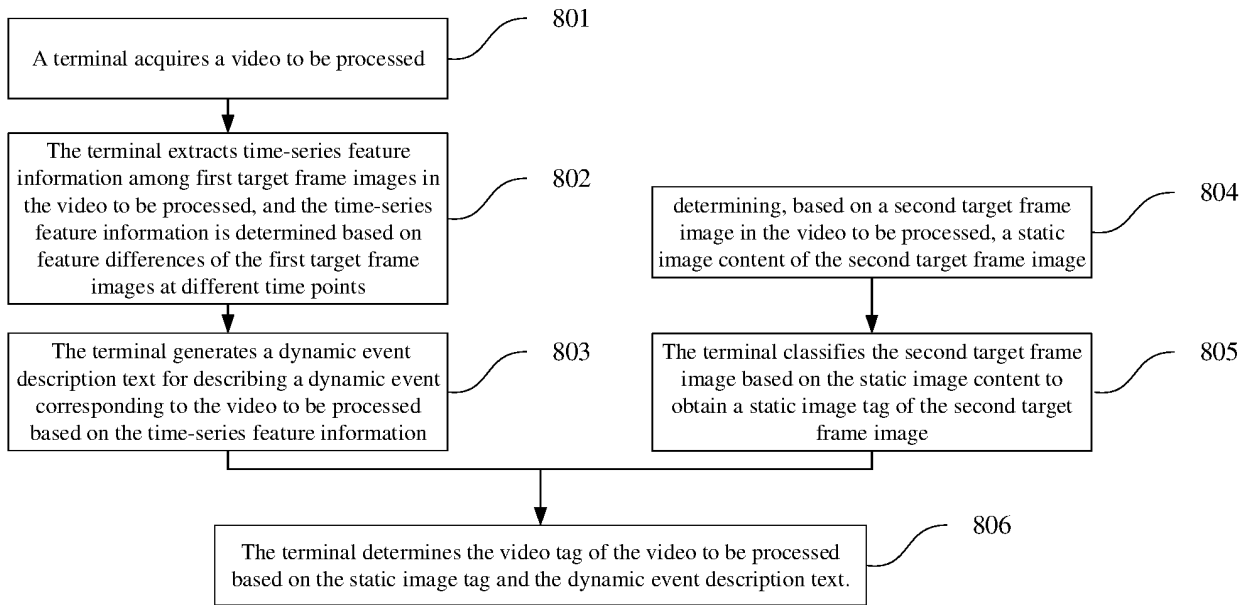 801
A terminal acquires a video to be processed
The terminal extracts time-series feature
information among first target frame images in
the video to be processed, and the time-series
feature information is determined based on
feature differences of the first target frame
images at different time points
802
The terminal generates a dynamic event
description text for describing a dynamic event
corresponding to the video to be processed
based on the time-series feature information
803
determining, based on a second target frame
image in the video to be processed, a static
image content of the second target frame image
804
The terminal classifies the second target frame
image based on the static image content to
obtain a static image tag of the second target
frame image
805
806
The terminal determines the video tag of the video to be processed
based on the static image tag and the dynamic event description text.